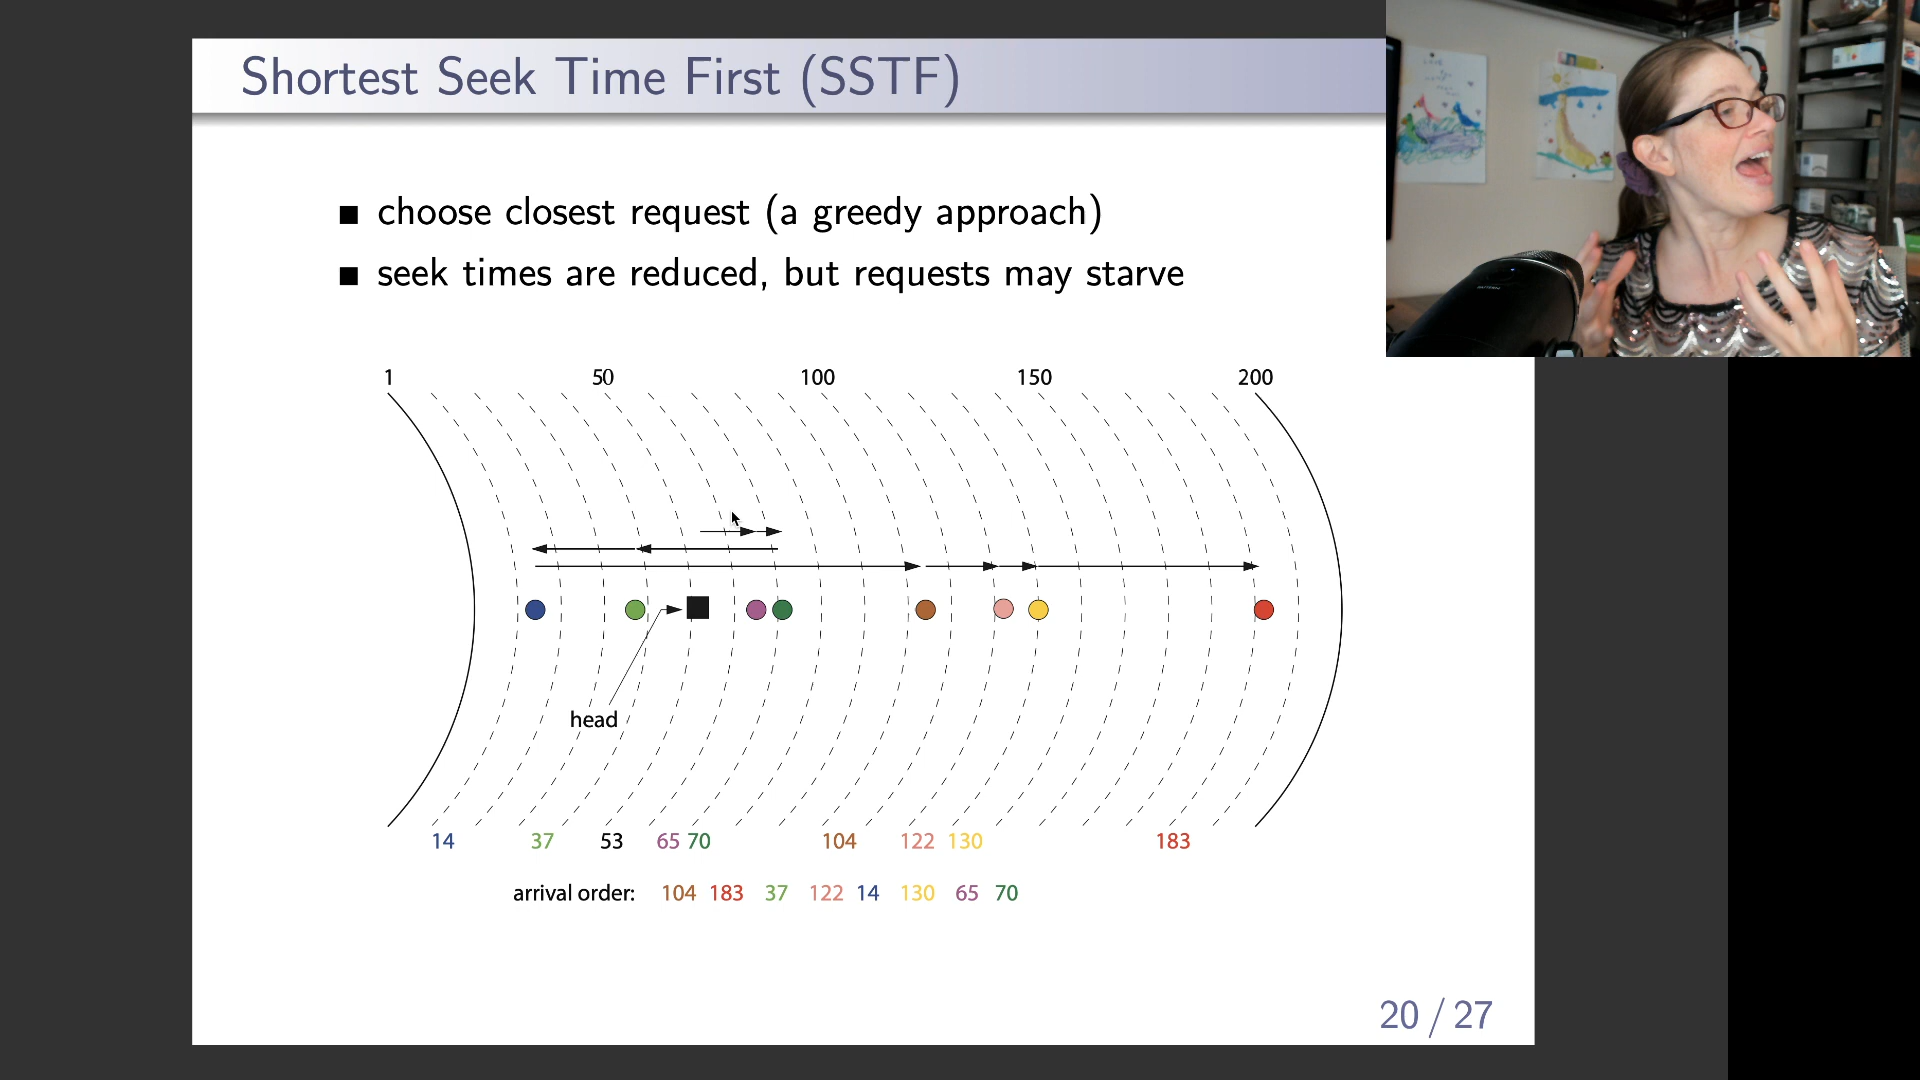 Shortest Seek Time First (SSTF)
choose closest request (a greedy approach)
seek times are reduced, but requests may starve
1 50 100 150 200
head
14 37 53 65 70 104 122 130 183
arrival order: 104 183 37 122 14 130 65 70
20 / 27